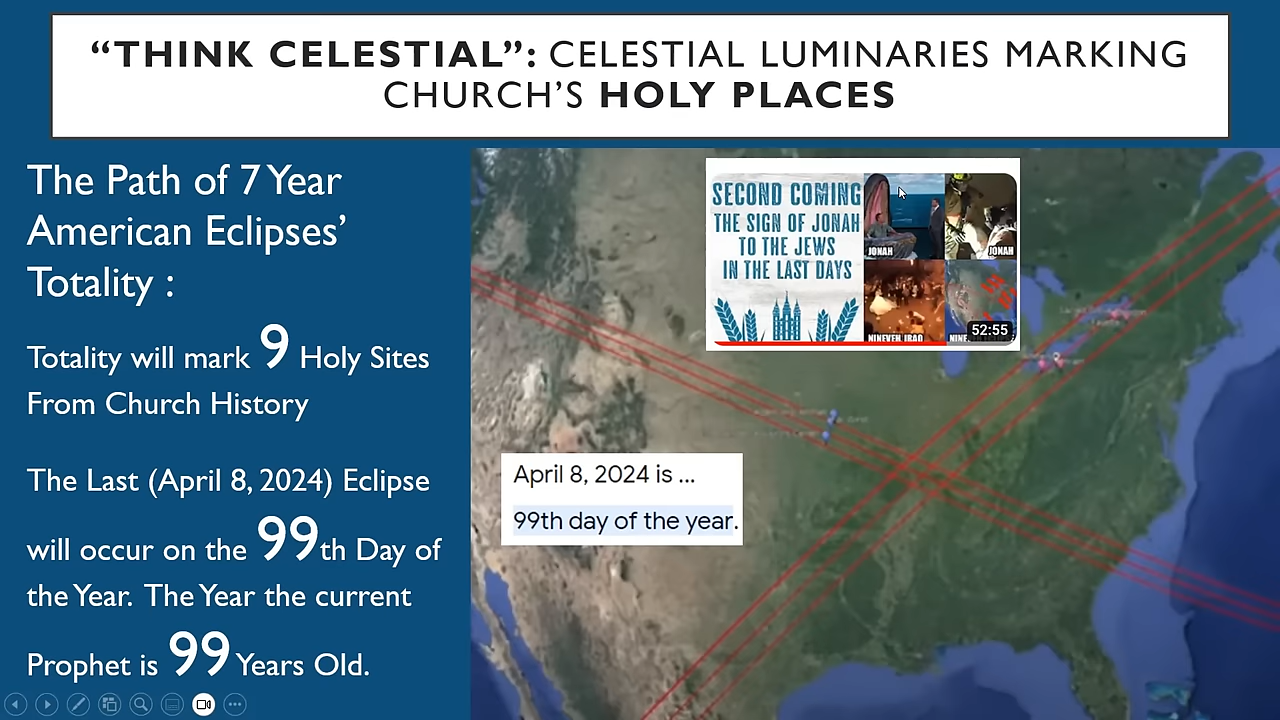 “THINK CELESTIAL”: CELESTIAL LUMINARIES MARKING
CHURCH’S HOLY PLACES
The Path of 7 Year
American Eclipses’
Totality :
Totality will mark 9 Holy Sites
From Church History
The Last (April 8, 2024) Eclipse
will occur on the 99th Day of
the Year. The Year the current
Prophet is 99 Years Old.
SECOND COMING
THE SIGN OF JONAH
TO THE JEWS
IN THE LAST DAYS
JONAH
JONAH
NINEVEH, IRAQ
52:55
April 8, 2024 is ...
99th day of the year.